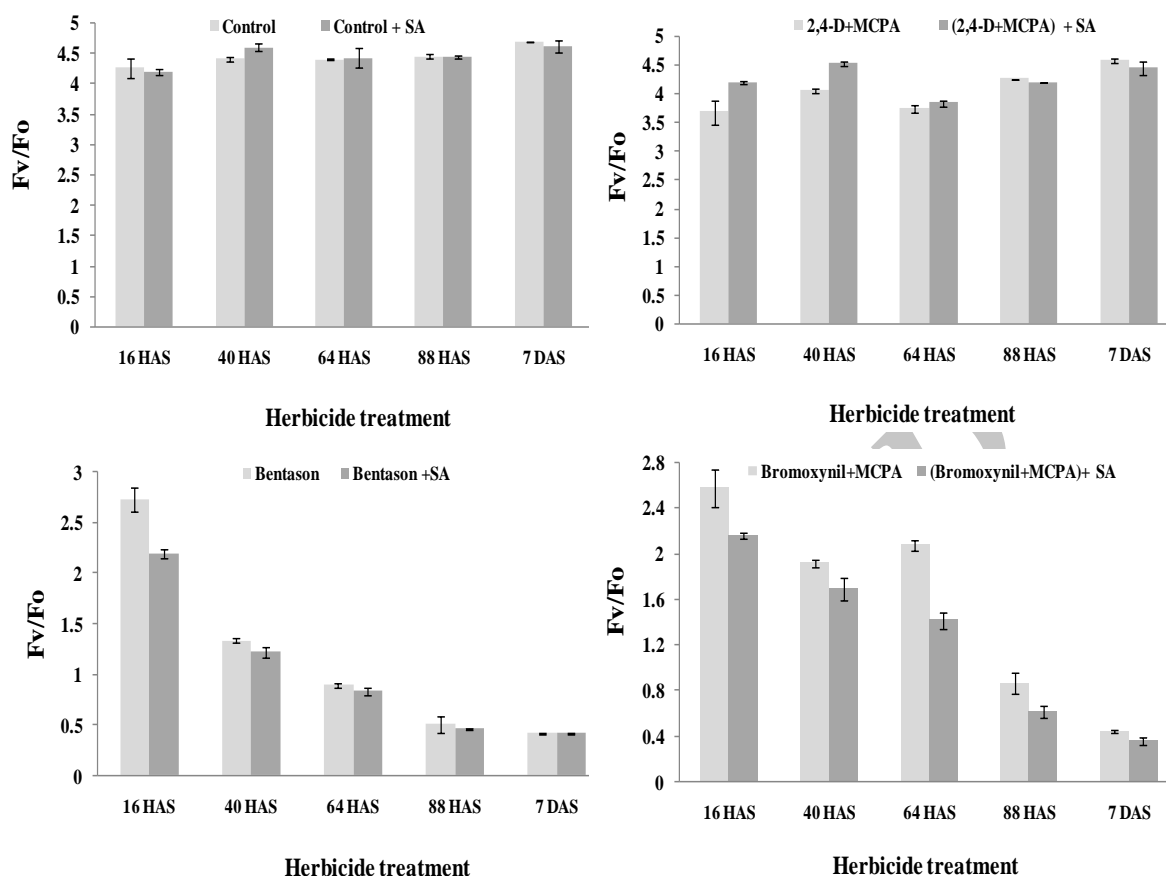 Control Control + SA
5
4.5
4
3.5
3
2.5
2
1.5
1
0.5
0
Fv/Fo
16 HAS 40 HAS 64 HAS 88 HAS 7 DAS
Herbicide treatment
2,4-D+MCPA (2,4-D+MCPA) + SA
5
4.5
4
3.5
3
2.5
2
1.5
1
0.5
0
Fv/Fo
16 HAS 40 HAS 64 HAS 88 HAS 7 DAS
Herbicide treatment
Bentason Bentason +SA
3
2.5
2
1.5
1
0.5
0
Fv/Fo
16 HAS 40 HAS 64 HAS 88 HAS 7 DAS
Herbicide treatment
Bromoxynil+MCPA (Bromoxynil+MCPA)+ SA
2.8
2.4
2
1.6
1.2
0.8
0.4
0
Fv/Fo
16 HAS 40 HAS 64 HAS 88 HAS 7 DAS
Herbicide treatment